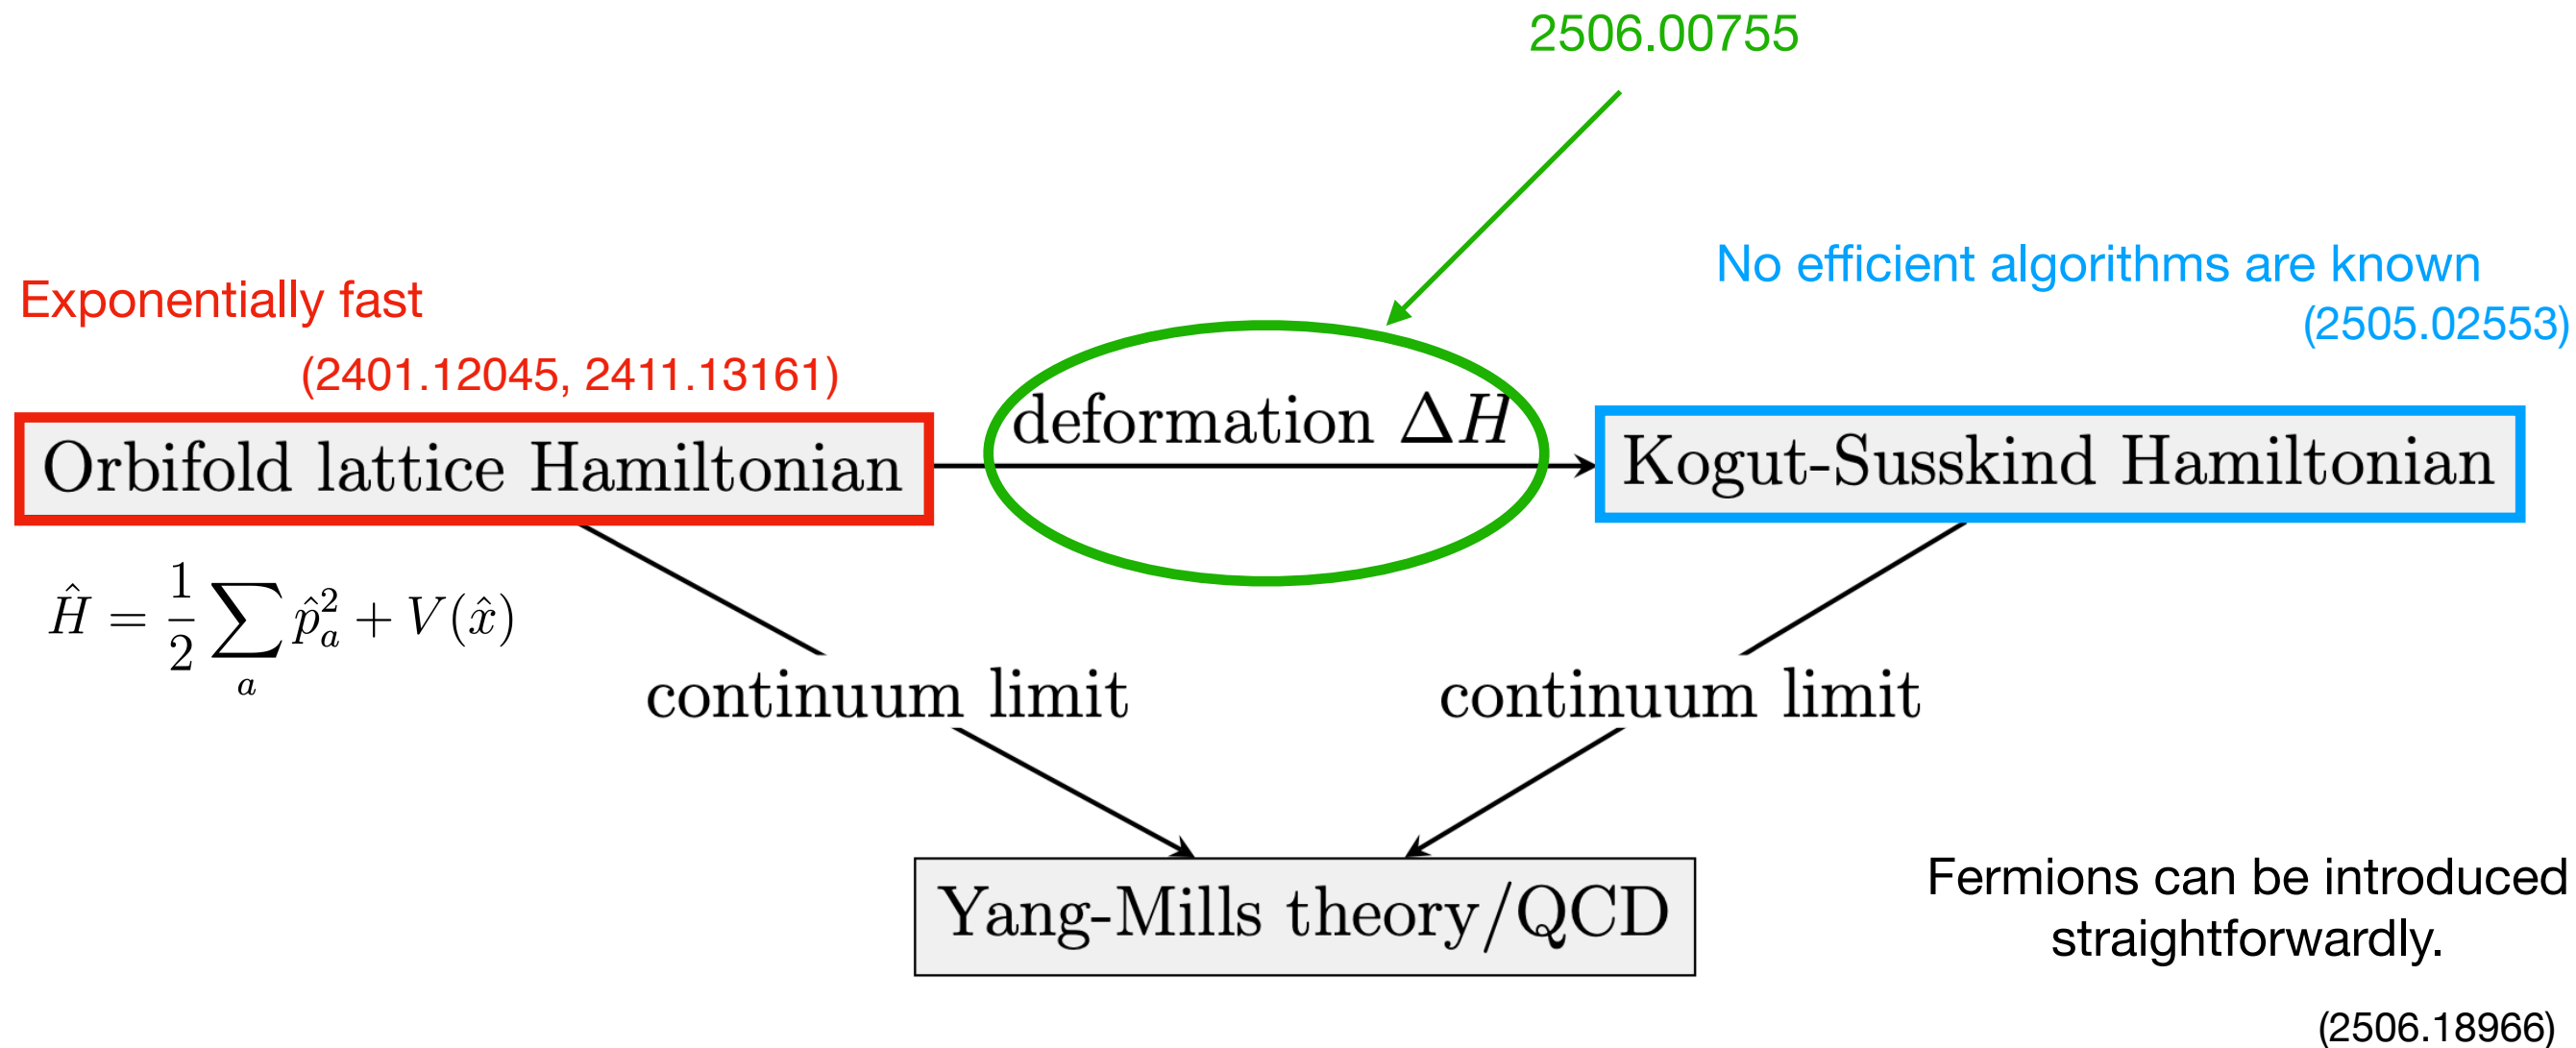 2506.00755
No efficient algorithms are known
(2505.02553)
Exponentially fast
(2401.12045, 2411.13161)
deformation ΔH
Orbifold lattice Hamiltonian
Kogut-Susskind Hamiltonian
Ĥ = 1/2 ∑_a p̂_a^2 + V(x̂)
continuum limit
continuum limit
Yang-Mills theory/QCD
Fermions can be introduced
straightforwardly.
(2506.18966)